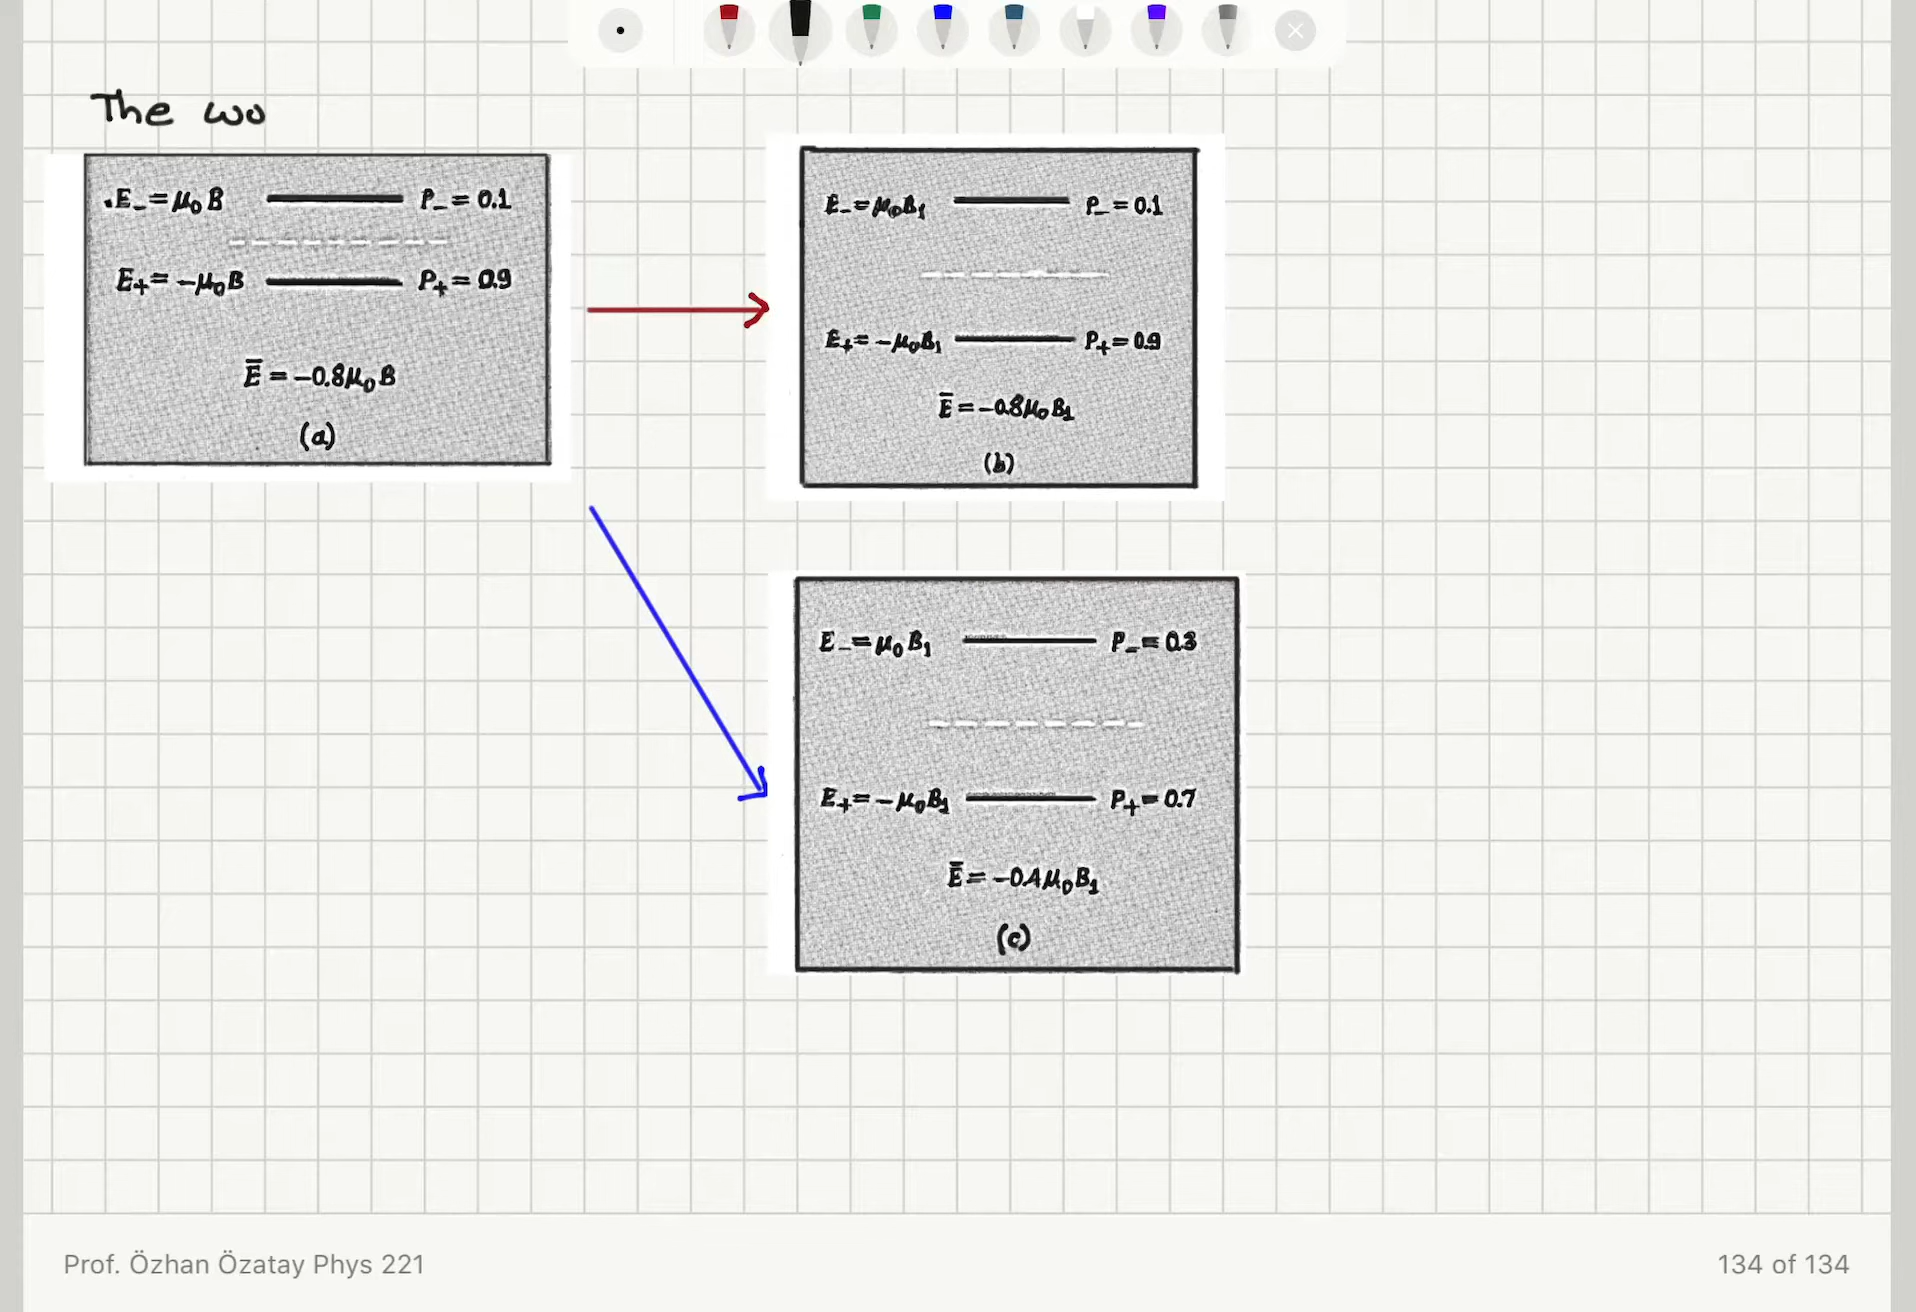 The wo
E₋ = μ₀B P₋ = 0.1
E₊ = -μ₀B P₊ = 0.9
Ē = -0.8μ₀B
(a)
E₋ = μ₀B₁ P₋ = 0.1
E₊ = -μ₀B₁ P₊ = 0.9
Ē = -0.8μ₀B₁
(b)
E₋ = μ₀B₁ P₋ = 0.3
E₊ = -μ₀B₁ P₊ = 0.7
Ē = -0.4μ₀B₁
(c)
Prof. Özhan Özatay Phys 221
134 of 134